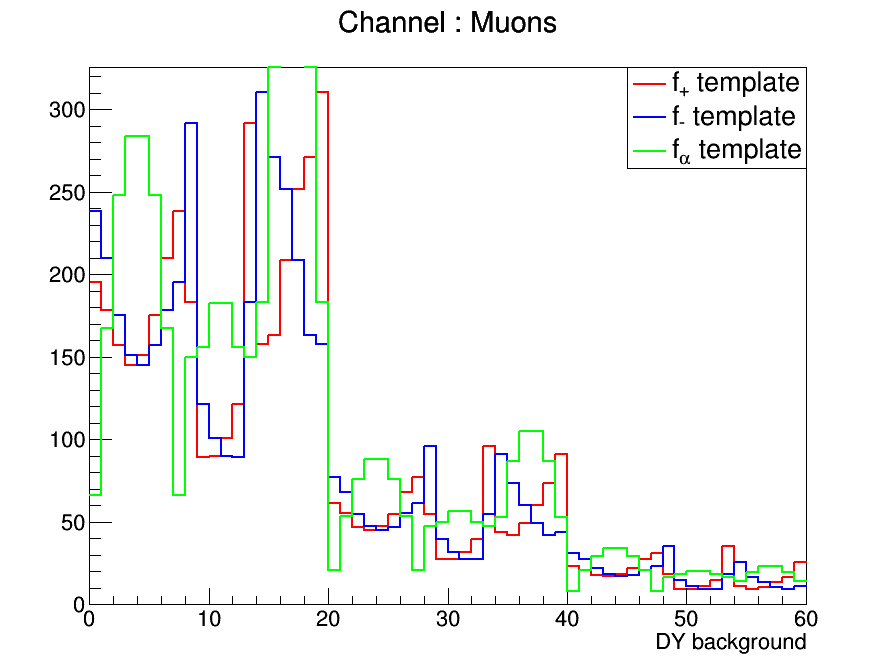 Channel : Muons
f+ template
f- template
fα template
300
250
200
150
100
50
0
0 10 20 30 40 50 60
DY background